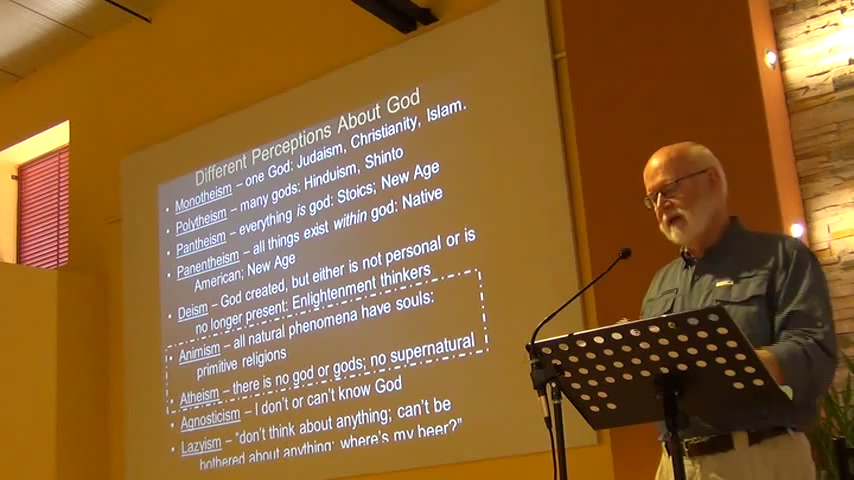 Different Perceptions About God
• Monotheism – one God: Judaism, Christianity, Islam.
• Polytheism – many gods: Hinduism, Shinto
• Pantheism – everything is god: Stoics; New Age
• Panentheism – all things exist within god: Native
American; New Age
• Deism – God created, but either is not personal or is
no longer present: Enlightenment thinkers
• Animism – all natural phenomena have souls:
primitive religions
• Atheism – there is no god or gods; no supernatural
• Agnosticism – I don't or can't know God
• Lazyism – "don't think about anything; can't be
bothered about anything; where's my beer?"